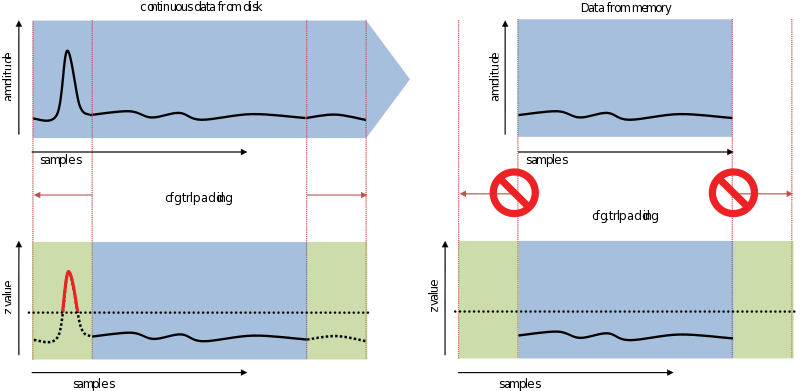 continuous data from disk
Data from memory
amplitude
amplitude
samples
samples
cfg.trlpadding
cfg.trlpadding
z value
z value
samples
samples